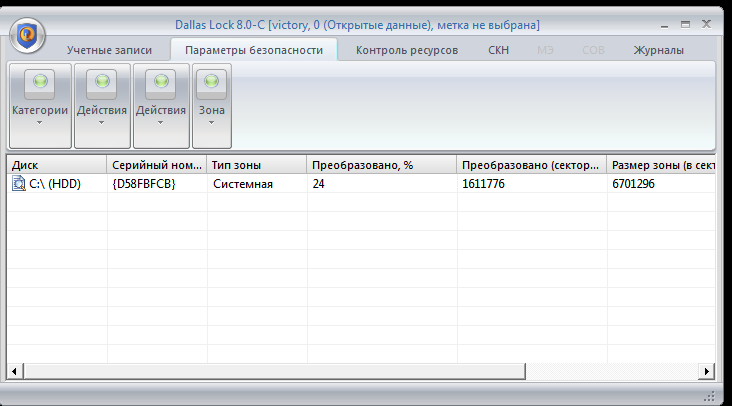 Dallas Lock 8.0-C [victory, 0 (Открытые данные), метка не выбрана]
Учетные записи Параметры безопасности Контроль ресурсов СКН МЭ СОВ Журналы
Категории Действия Действия Зона
Диск Серийный ном... Тип зоны Преобразовано, % Преобразовано (сектор... Размер зоны (в сект
C:\ (HDD) {D58FBFCB} Системная 24 1611776 6701296